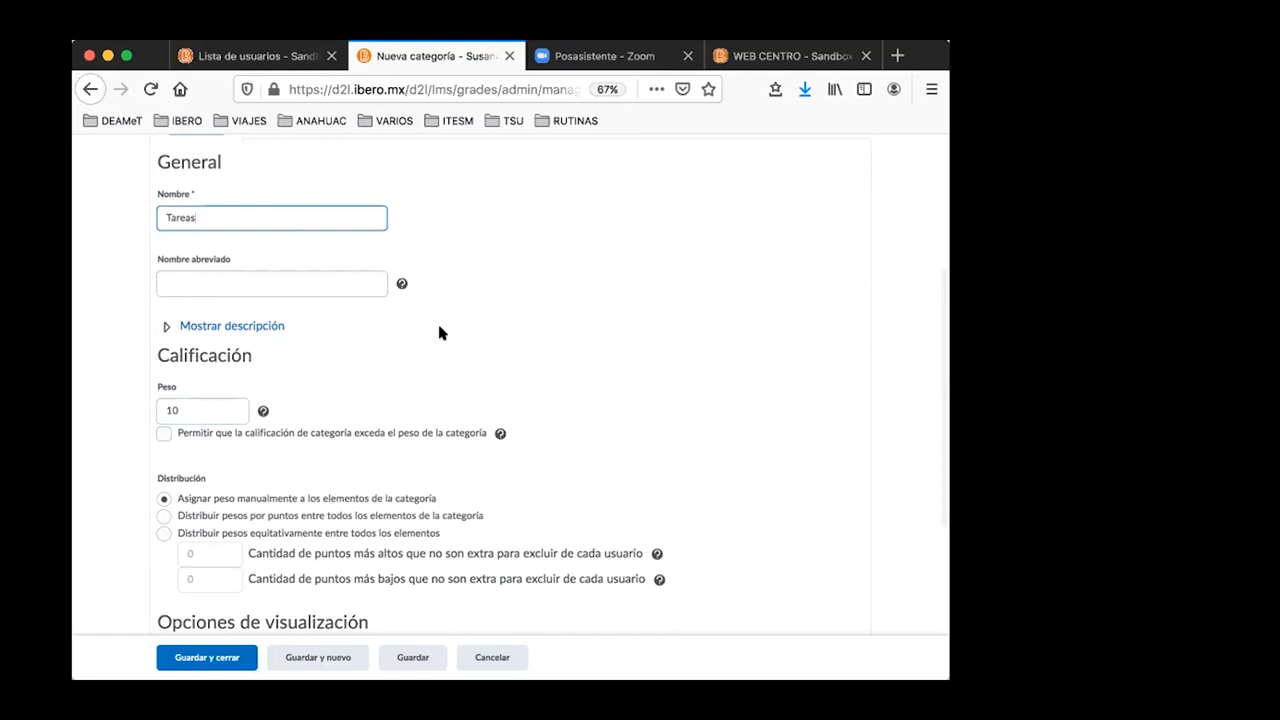 Lista de usuarios - Sand
Nueva categoría - Susan
Posasistente - Zoom
WEB CENTRO - Sandbox
https://d2l.ibero.mx/d2l/lms/grades/admin/mana
67%
DEAMeT
IBERO
VIAJES
ANAHUAC
VARIOS
ITESM
TSU
RUTINAS
General
Nombre *
Tareas
Nombre abreviado
Mostrar descripción
Calificación
Peso
10
Permitir que la calificación de categoría exceda el peso de la categoría
Distribución
Asignar peso manualmente a los elementos de la categoría
Distribuir pesos por puntos entre todos los elementos de la categoría
Distribuir pesos equitativamente entre todos los elementos
0 Cantidad de puntos más altos que no son extra para excluir de cada usuario
0 Cantidad de puntos más bajos que no son extra para excluir de cada usuario
Opciones de visualización
Guardar y cerrar
Guardar y nuevo
Guardar
Cancelar